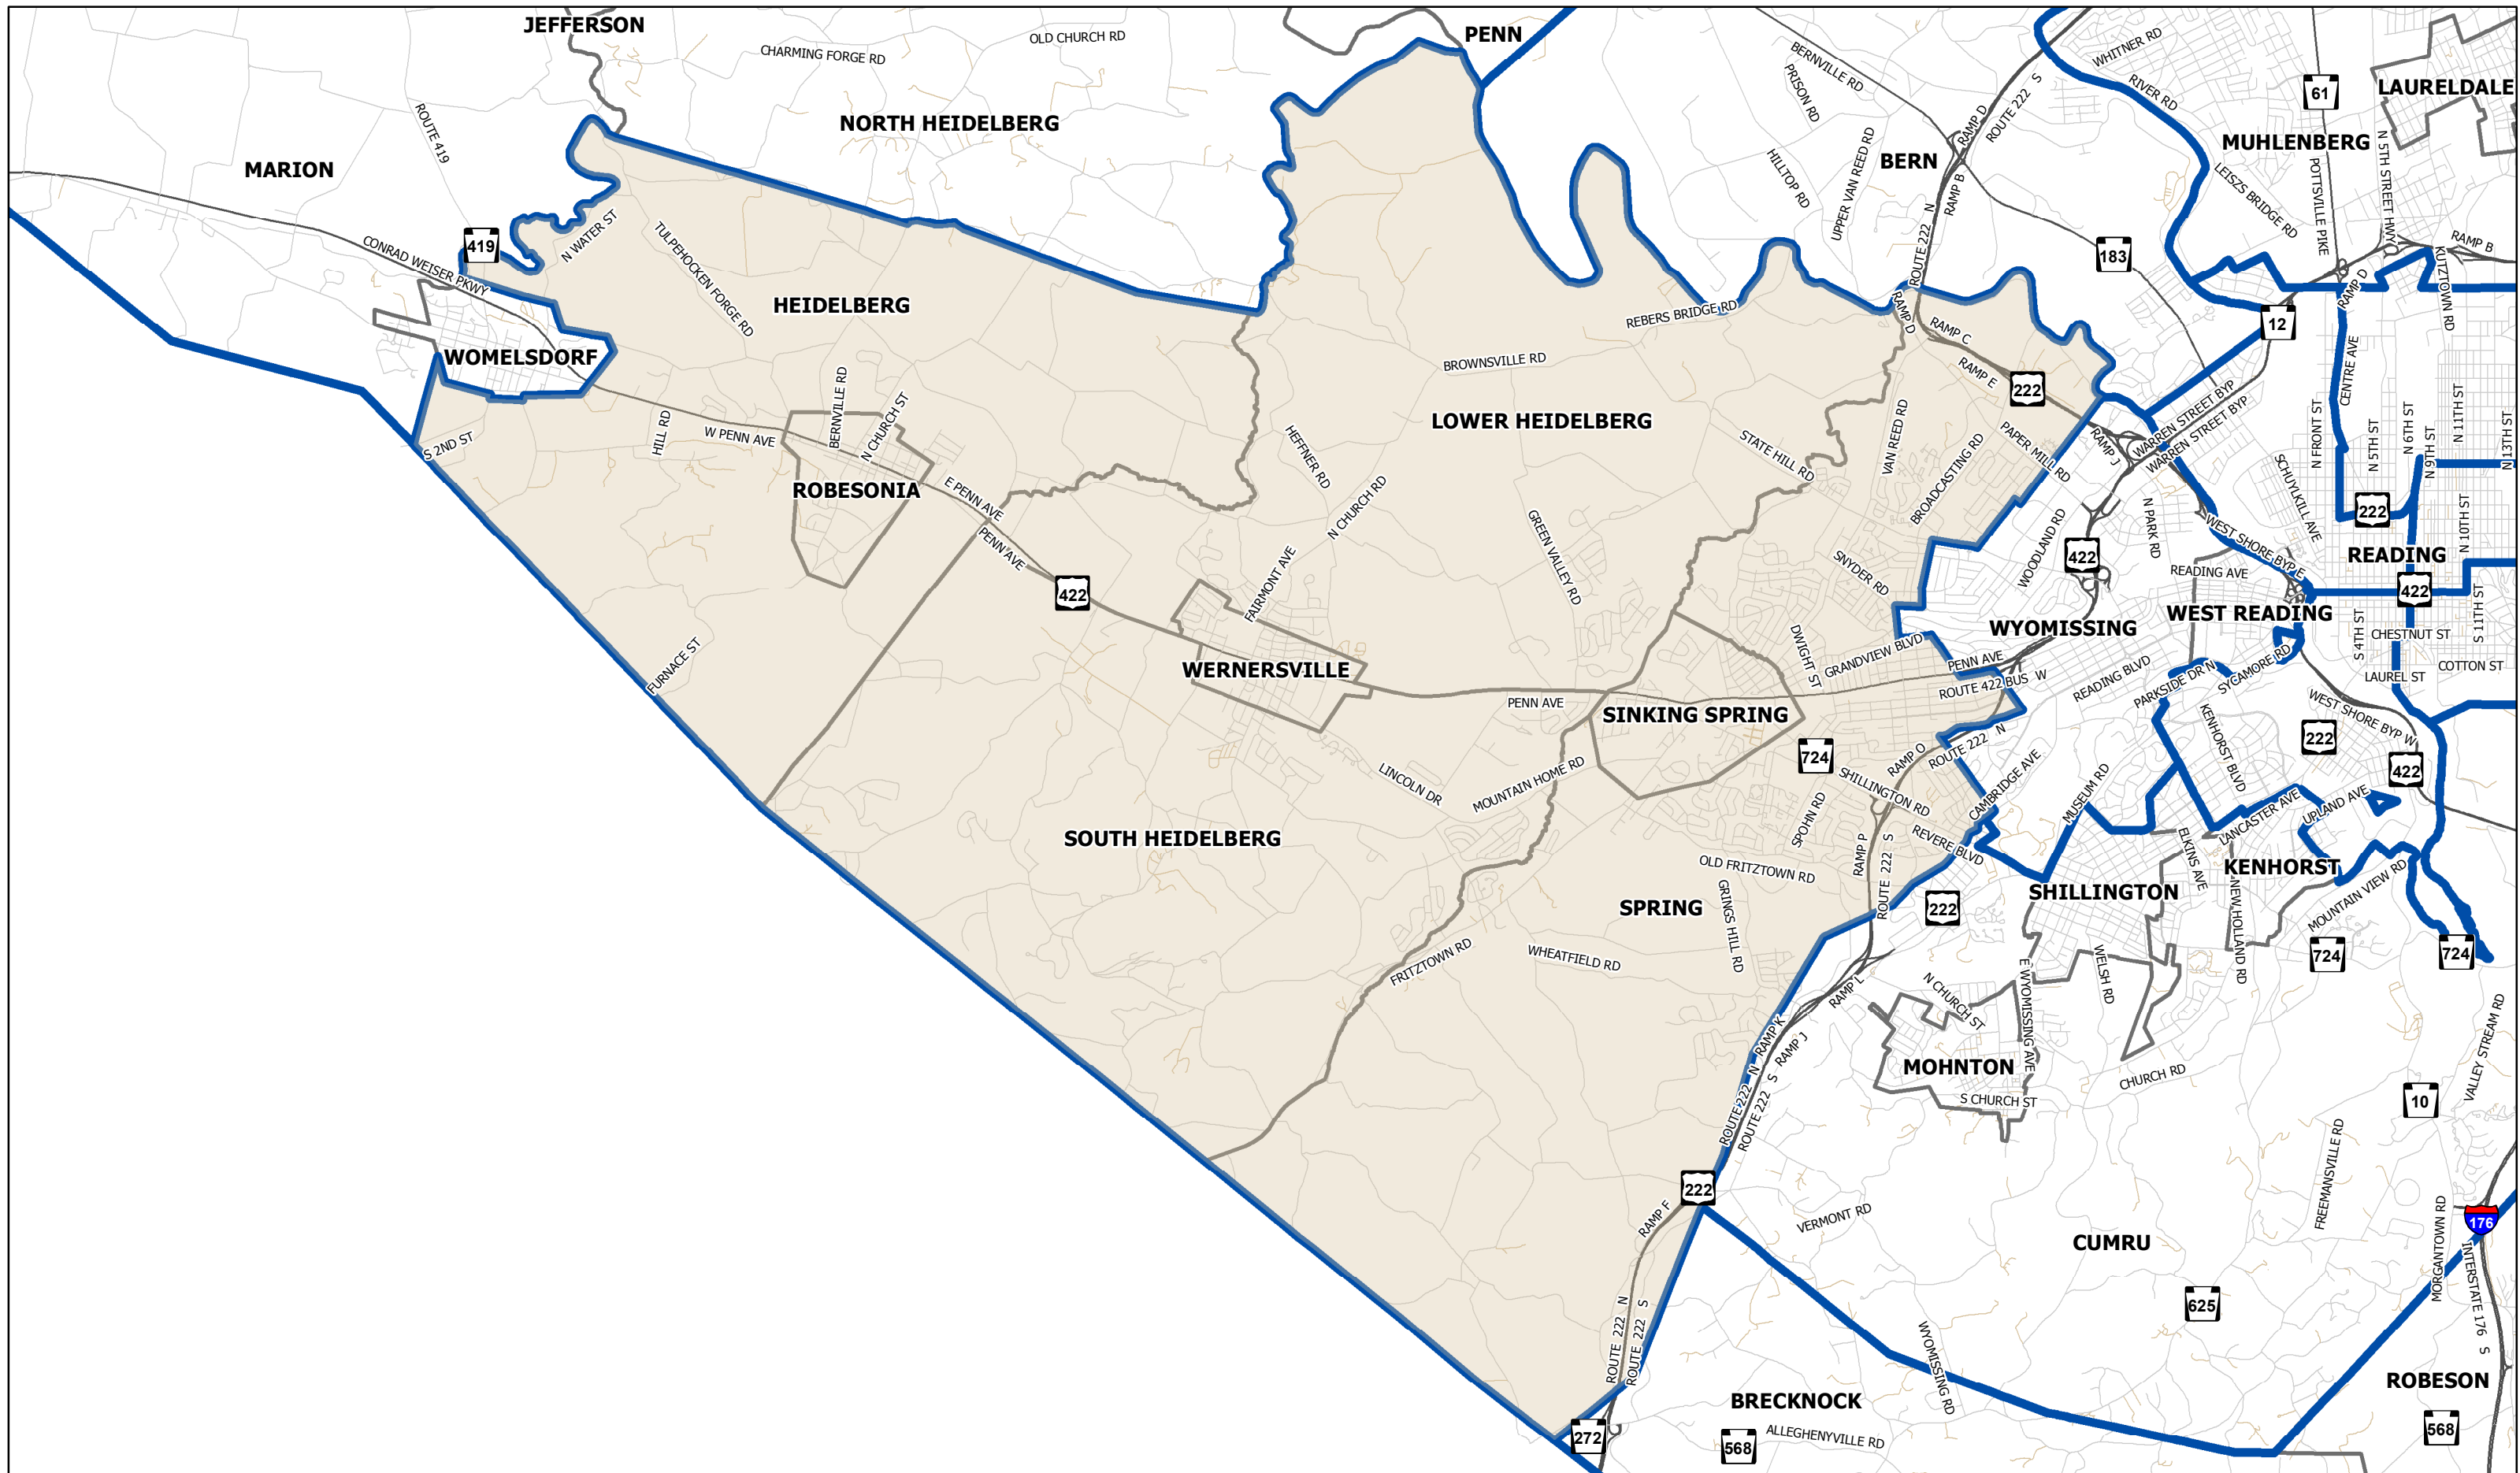 JEFFERSON
PENN
CHARMING FORGE RD
OLD CHURCH RD
BERNVILLE RD
PRISON RD
WHITNER RD
RIVER RD
61
LAURELDALE
ROUTE 419
NORTH HEIDELBERG
MARION
RAMP D
ROUTE 222 S
UPPER VAN REED RD
HILLTOP RD
BERN
RAMP B
MUHLENBERG
N 5TH STREET HWY
POTTSVILLE PIKE
LEISZS BRIDGE RD
419
CONRAD WEISER PKWY
N WATER ST
TULPEHOCKEN FORGE RD
HEIDELBERG
ROUTE 222 N
183
RAMP B
KUTZTOWN RD
RAMP D
REBERS BRIDGE RD
RAMP D
RAMP C
RAMP E
12
WOMELSDORF
BROWNSVILLE RD
222
CENTRE AVE
WARREN STREET BYP
WARREN STREET BYP
S 2ND ST
HILL RD
W PENN AVE
BERNVILLE RD
N CHURCH ST
LOWER HEIDELBERG
HEFFNER RD
STATE HILL RD
VAN REED RD
BROADCASTING RD
PAPER MILL RD
RAMP J
N FRONT ST
N 5TH ST
N 6TH ST
N 9TH ST
N 11TH ST
N 13TH ST
ROBESONIA
E PENN AVE
PENN AVE
N CHURCH RD
GREEN VALLEY RD
SCHUYLKILL AVE
N PARK RD
WOODLAND RD
222
N 10TH ST
WEST SHORE BYP E
READING
422
422
FAIRMONT AVE
SNYDER RD
READING AVE
422
WEST READING
WYOMISSING
S 4TH ST
CHESTNUT ST
S 11TH ST
COTTON ST
LAUREL ST
FURNACE ST
WERNERSVILLE
DWIGHT ST
GRANDVIEW BLVD
PENN AVE
ROUTE 422 BUS W
READING BLVD
PARKSIDE DR N
SYCAMORE RD
PENN AVE
SINKING SPRING
724
ROUTE 222 N
RAMP O
KENHORST BLVD
WEST SHORE BYP W
222
422
LINCOLN DR
MOUNTAIN HOME RD
SHILLINGTON RD
SPOHN RD
CAMBRIDGE AVE
MUSEUM RD
SOUTH HEIDELBERG
RAMP P
ROUTE 222 S
REVERE BLVD
LANCASTER AVE
UPLAND AVE
ELKINS AVE
KENHORST
OLD FRITZTOWN RD
SHILLINGTON
MOUNTAIN VIEW RD
SPRING
GRINGS HILL RD
222
NEW HOLLAND RD
724
724
FRITZTOWN RD
WHEATFIELD RD
RAMP L
N CHURCH ST
E WYOMISSING AVE
WELSH RD
VALLEY STREAM RD
RAMP K
RAMP J
MOHNTON
CHURCH RD
S CHURCH ST
10
ROUTE 222 N
ROUTE 222 S
222
RAMP F
VERMONT RD
FREEMANSVILLE RD
MORGANTOWN RD
176
CUMRU
INTERSTATE 176 S
625
ROUTE 222 N
ROUTE 222 S
WYOMISSING RD
BRECKNOCK
ROBESON
272
568
ALLEGHENYVILLE RD
568